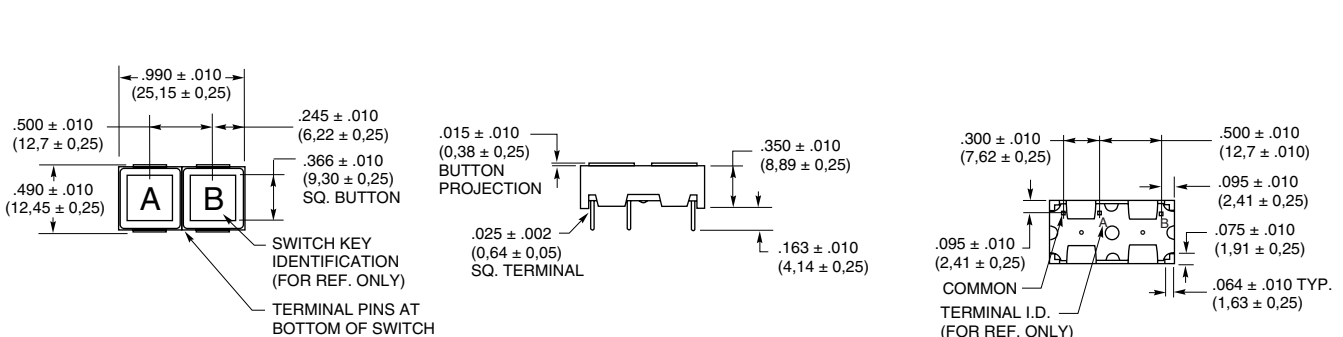 .990 ± .010
(25,15 ± 0,25)
.500 ± .010
(12,7 ± 0,25)
.245 ± .010
(6,22 ± 0,25)
.490 ± .010
(12,45 ± 0,25)
.366 ± .010
(9,30 ± 0,25)
SQ. BUTTON
A
B
SWITCH KEY
IDENTIFICATION
(FOR REF. ONLY)
TERMINAL PINS AT
BOTTOM OF SWITCH
.015 ± .010
(0,38 ± 0,25)
BUTTON
PROJECTION
.350 ± .010
(8,89 ± 0,25)
.025 ± .002
(0,64 ± 0,05)
SQ. TERMINAL
.163 ± .010
(4,14 ± 0,25)
.300 ± .010
(7,62 ± 0,25)
.500 ± .010
(12,7 ± .010)
.095 ± .010
(2,41 ± 0,25)
A
B
.095 ± .010
(2,41 ± 0,25)
.075 ± .010
(1,91 ± 0,25)
COMMON
.064 ± .010 TYP.
(1,63 ± 0,25)
TERMINAL I.D.
(FOR REF. ONLY)